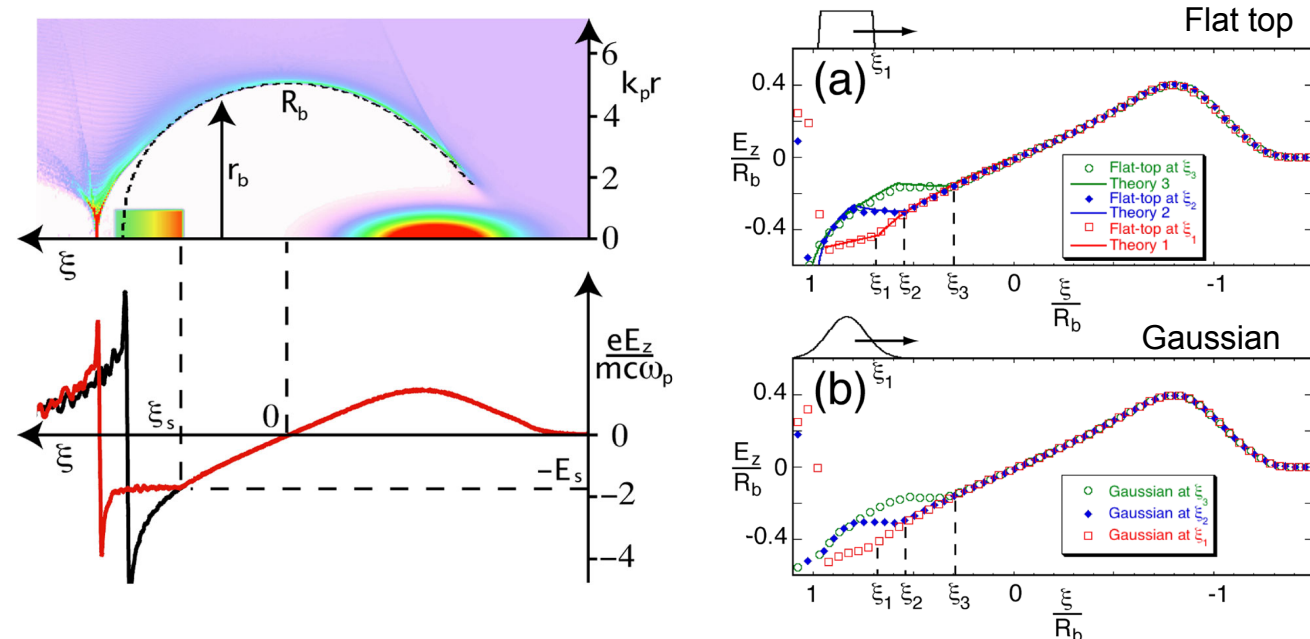 6
k_p r
4
R_b
r_b
2
0
ξ
eE_z
mcω_p
ξ_s
0
0
ξ
−E_s
−2
−4
Flat top
ξ_1
(a)
0.4
E_z
R_b
0
-0.4
Flat-top at ξ_3
Theory 3
Flat-top at ξ_2
Theory 2
Flat-top at ξ_1
Theory 1
1
ξ_1
ξ_2
ξ_3
0
ξ
R_b
-1
Gaussian
ξ_1
(b)
0.4
E_z
R_b
0
-0.4
Gaussian at ξ_3
Gaussian at ξ_2
Gaussian at ξ_1
1
ξ_1
ξ_2
ξ_3
0
ξ
R_b
-1